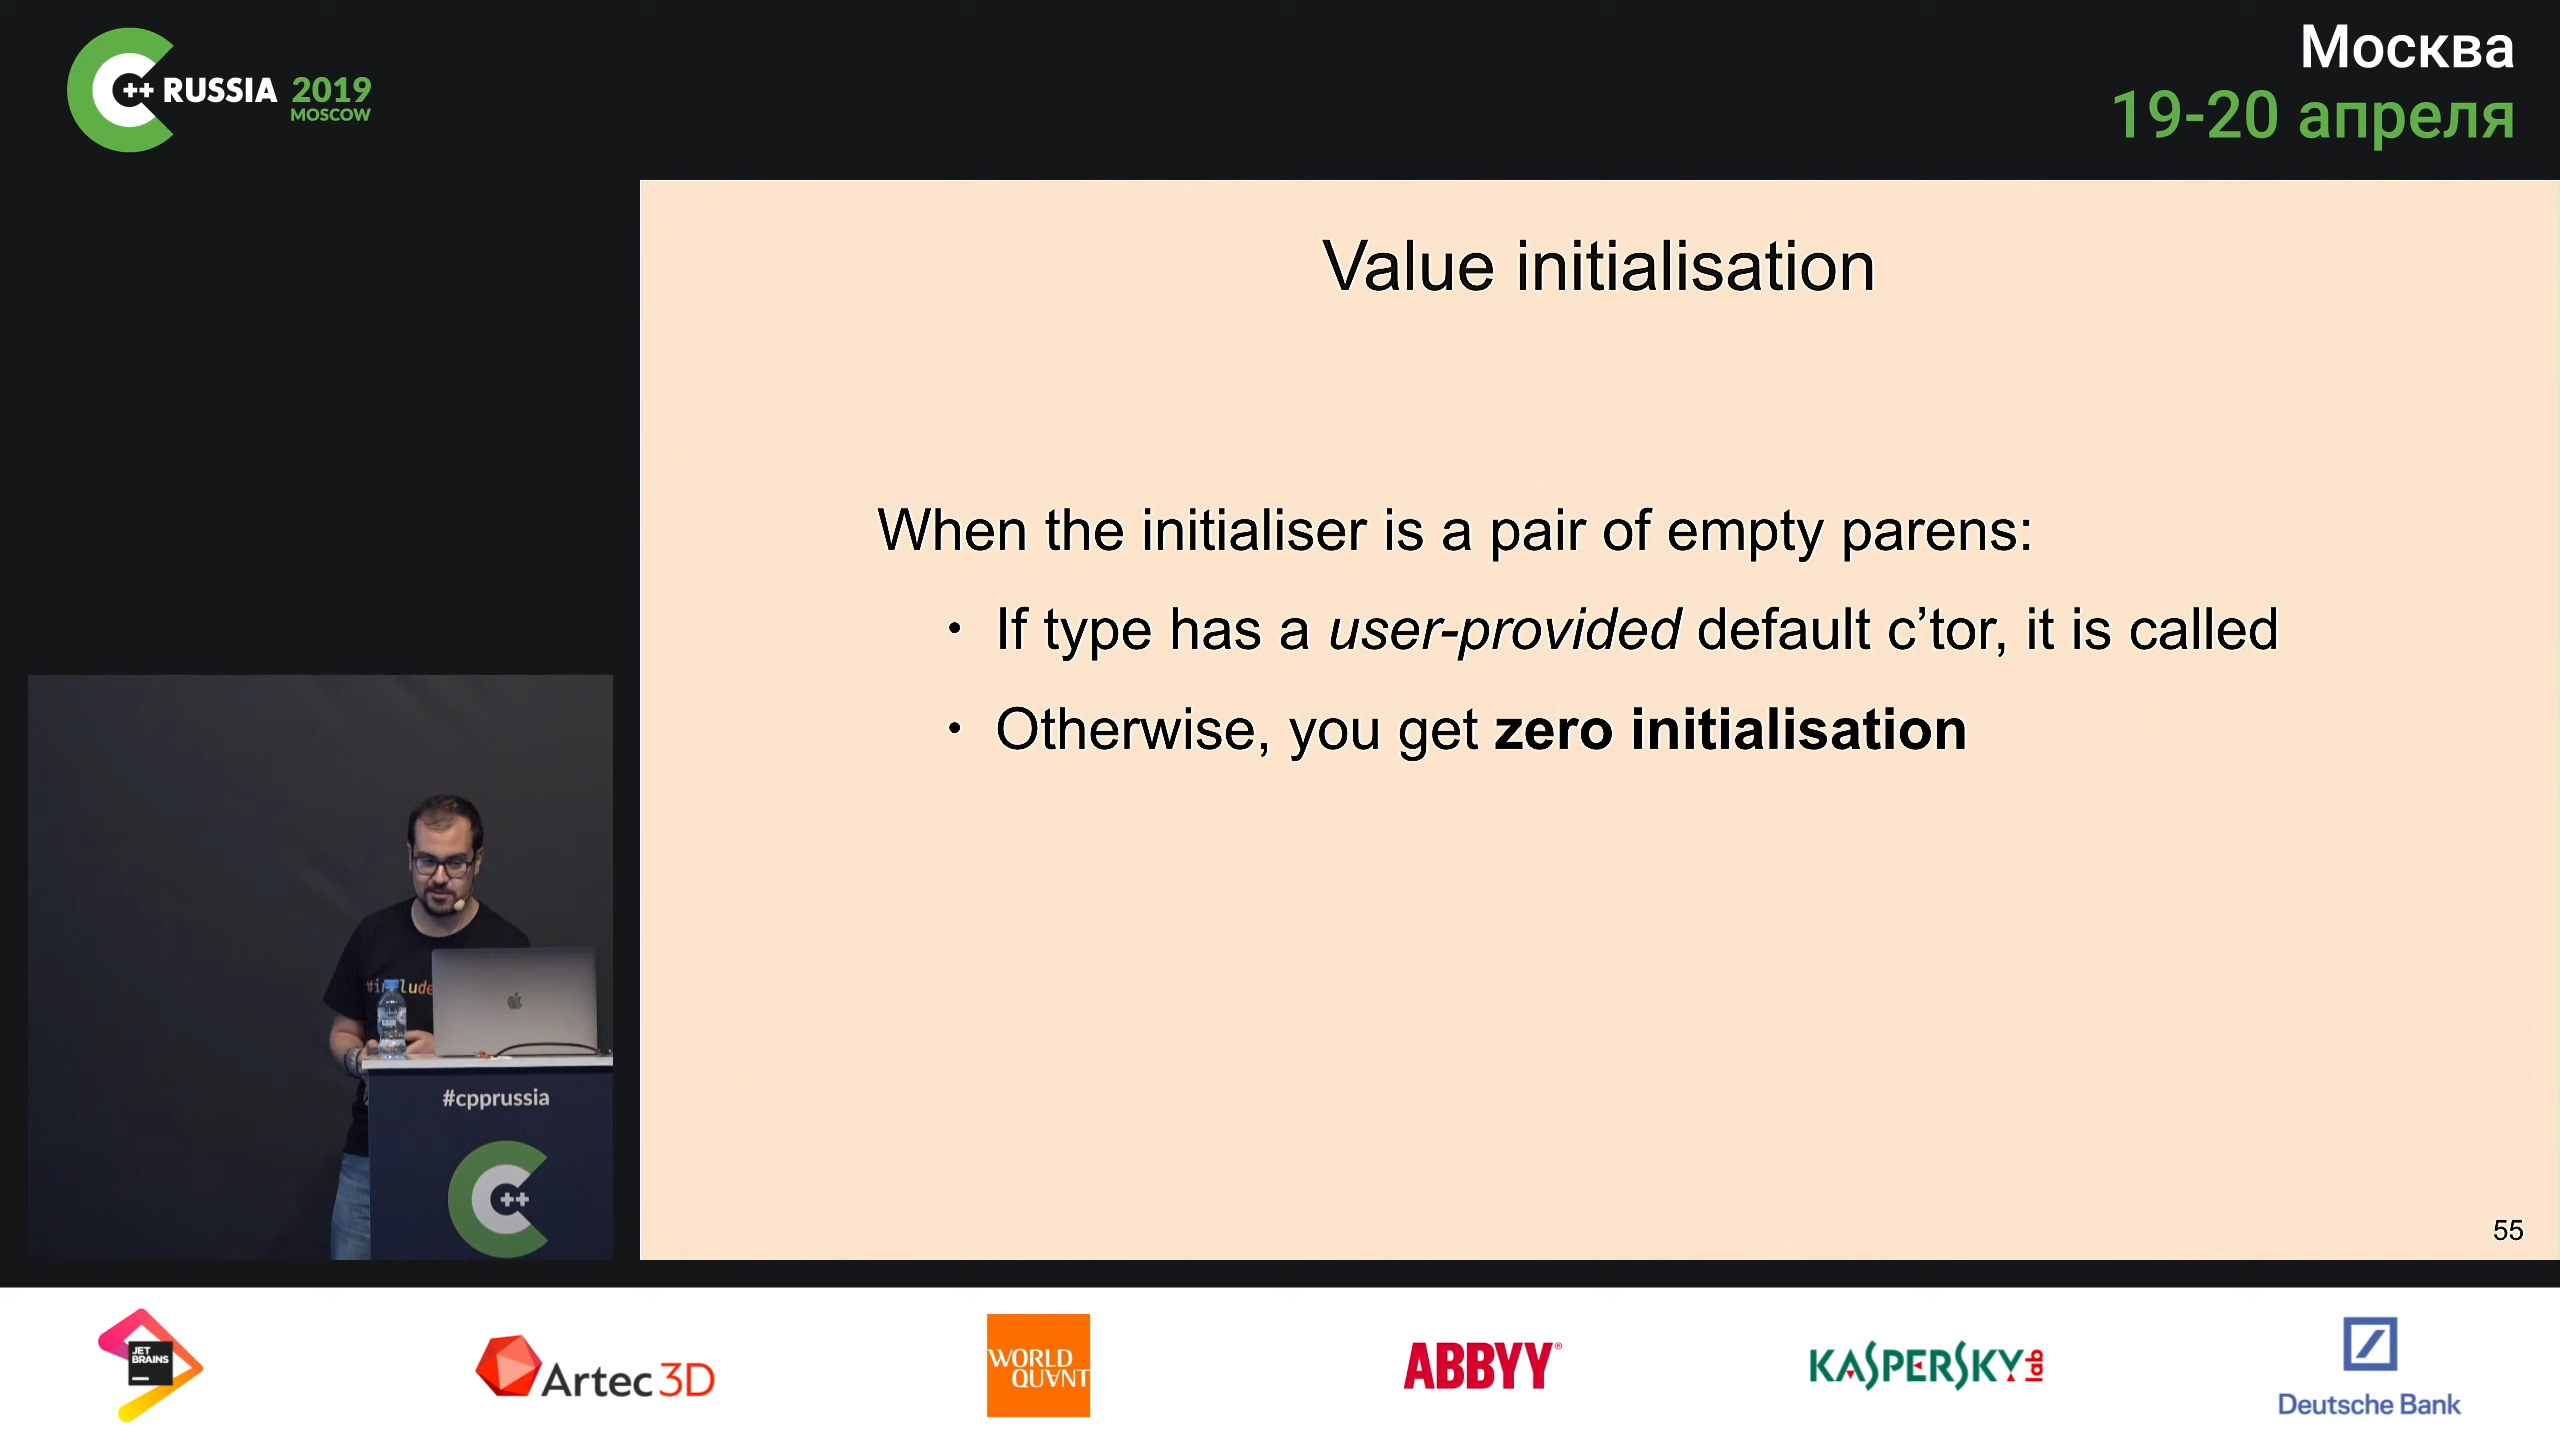 C++ RUSSIA 2019
MOSCOW
Москва
19-20 апреля
Value initialisation
When the initialiser is a pair of empty parens:
• If type has a user-provided default c’tor, it is called
• Otherwise, you get zero initialisation
55
#include
#cpprussia
C++
JET
BRAINS
Artec 3D
WORLD
QUANT
ABBYY®
KASPERSKY lab
Deutsche Bank